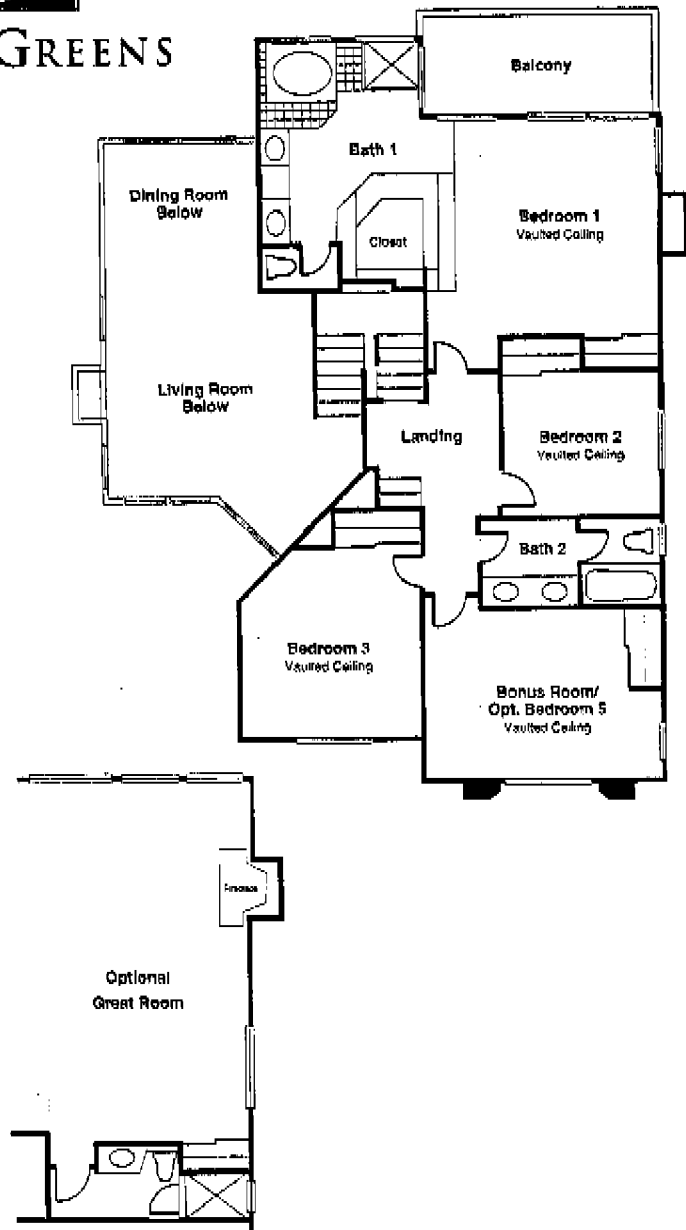 GREENS
Balcony
Bath 1
Dining Room
Below
Bedroom 1
Vaulted Ceiling
Closet
Living Room
Below
Landing
Bedroom 2
Vaulted Ceiling
Bath 2
Bedroom 3
Vaulted Ceiling
Bonus Room/
Opt. Bedroom 5
Vaulted Ceiling
Optional
Great Room